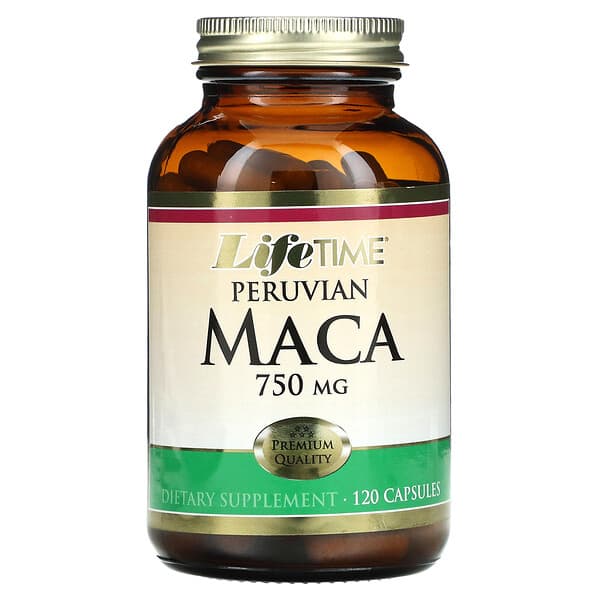 LifeTIME®
PERUVIAN
MACA
750 MG
PREMIUM
QUALITY
DIETARY SUPPLEMENT · 120 CAPSULES